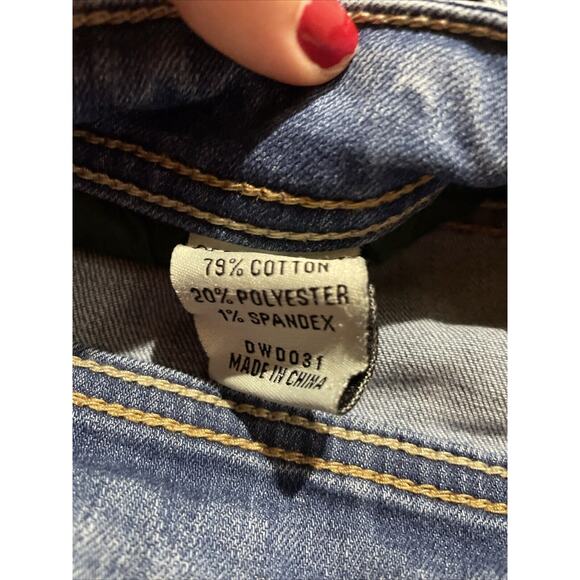 79% COTTON
20% POLYESTER
1% SPANDEX
DWD031
MADE IN CHINA